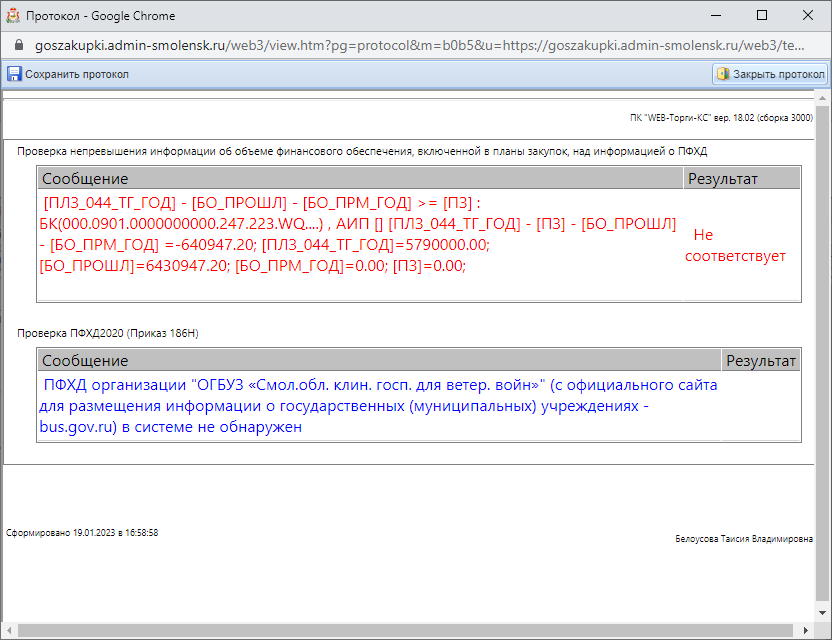 Протокол - Google Chrome
goszakupki.admin-smolensk.ru/web3/view.htm?pg=protocol&m=b0b5&u=https://goszakupki.admin-smolensk.ru/web3/te...
Сохранить протокол
Закрыть протокол
ПК "WEB-Торги-КС" вер. 18.02 (сборка 3000)
Проверка непревышения информации об объеме финансового обеспечения, включенной в планы закупок, над информацией о ПФХД
Сообщение Результат
[ПЛЗ_044_ТГ_ГОД] - [БО_ПРОШЛ] - [БО_ПРМ_ГОД] >= [ПЗ] :
БК(000.0901.0000000000.247.223.WQ....) , АИП [] [ПЛЗ_044_ТГ_ГОД] - [ПЗ] - [БО_ПРОШЛ]
- [БО_ПРМ_ГОД] =-640947.20; [ПЛЗ_044_ТГ_ГОД]=5790000.00;
[БО_ПРОШЛ]=6430947.20; [БО_ПРМ_ГОД]=0.00; [ПЗ]=0.00;
Не
соответствует
Проверка ПФХД2020 (Приказ 186Н)
Сообщение Результат
ПФХД организации "ОГБУЗ «Смол.обл. клин. госп. для ветер. войн»" (с официального сайта
для размещения информации о государственных (муниципальных) учреждениях -
bus.gov.ru) в системе не обнаружен
Сформировано 19.01.2023 в 16:58:58
Белоусова Таисия Владимировна